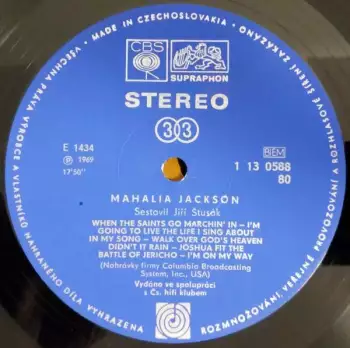 MADE IN CZECHOSLOVAKIA · VŠECHNA PRÁVA VÝROBCE A VLASTNÍKŮ NAHRANÉHO DÍLA VYHRAZENA
ROZMNOŽOVÁNÍ, VEŘEJNÉ PROVOZOVÁNÍ A ROZHLASOVÉ ŠÍŘENÍ ZAKÁZÁNO
CBS
SUPRAPHON
STEREO
33
E 1434
℗ 1969
17'50"
BIEM
1 13 0588
80
MAHALIA JACKSON
Sestavil Jiří Stusák
WHEN THE SAINTS GO MARCHIN' IN – I'M
GOING TO LIVE THE LIFE I SING ABOUT
IN MY SONG – WALK OVER GOD'S HEAVEN
DIDN'T IT RAIN – JOSHUA FIT THE
BATTLE OF JERICHO – I'M ON MY WAY
(Nahrávky firmy Columbia Broadcasting
System, Inc., USA)
Vydáno ve spolupráci
s Čs. hifi klubem